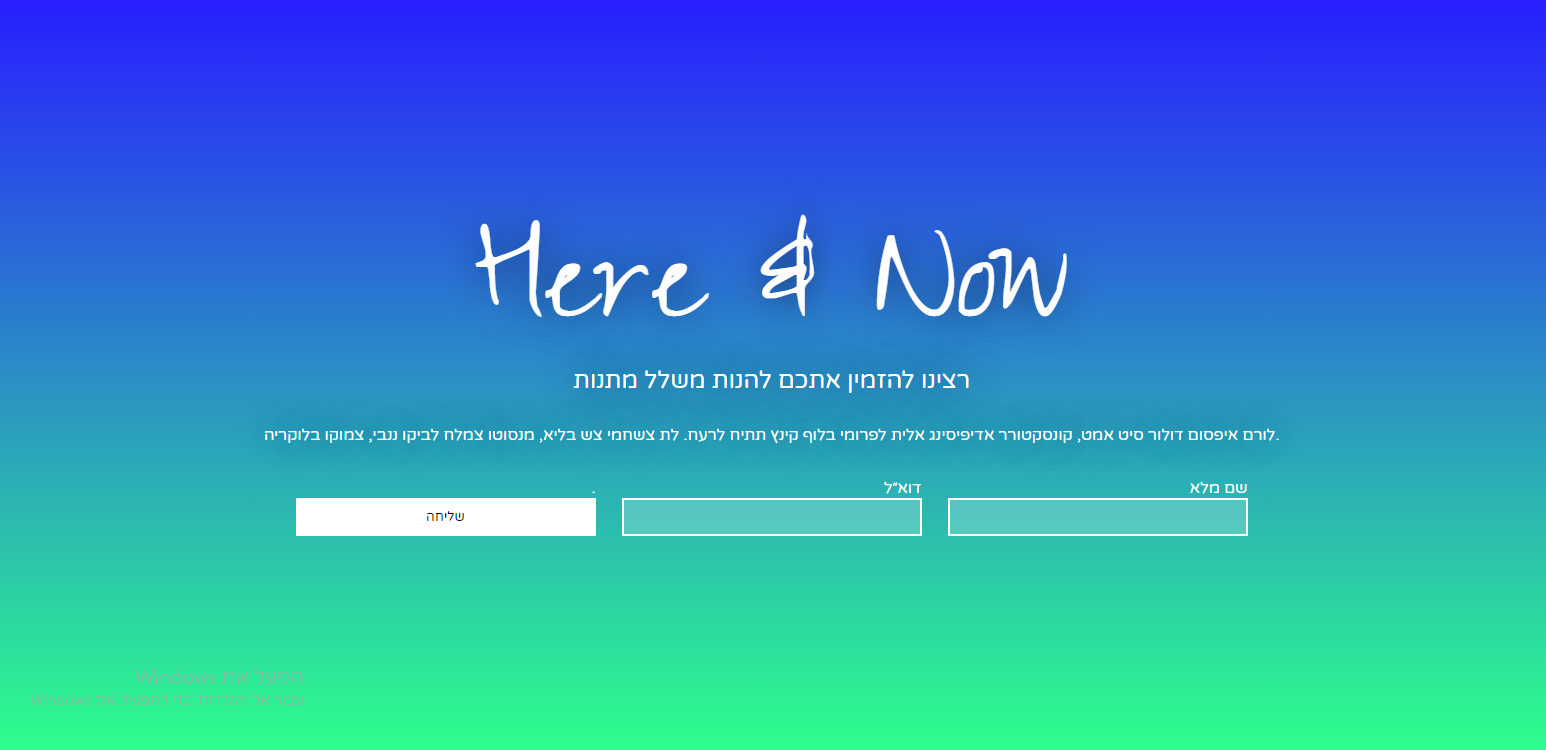 Here & Now
רצינו להזמין אתכם להנות משלל מתנות
לורם איפסום דולור סיט אמט, קונסקטורר אדיפיסינג אלית לפרומי בלוף קינץ תתיח לרעח. לת צשחמי צש בליא, מנסוטו צמלח לביקו ננבי, צמוקו בלוקריה.
שם מלא
דוא״ל
.
שליחה
הפעל את Windows
עבור אל 'הגדרות' כדי להפעיל את Windows.